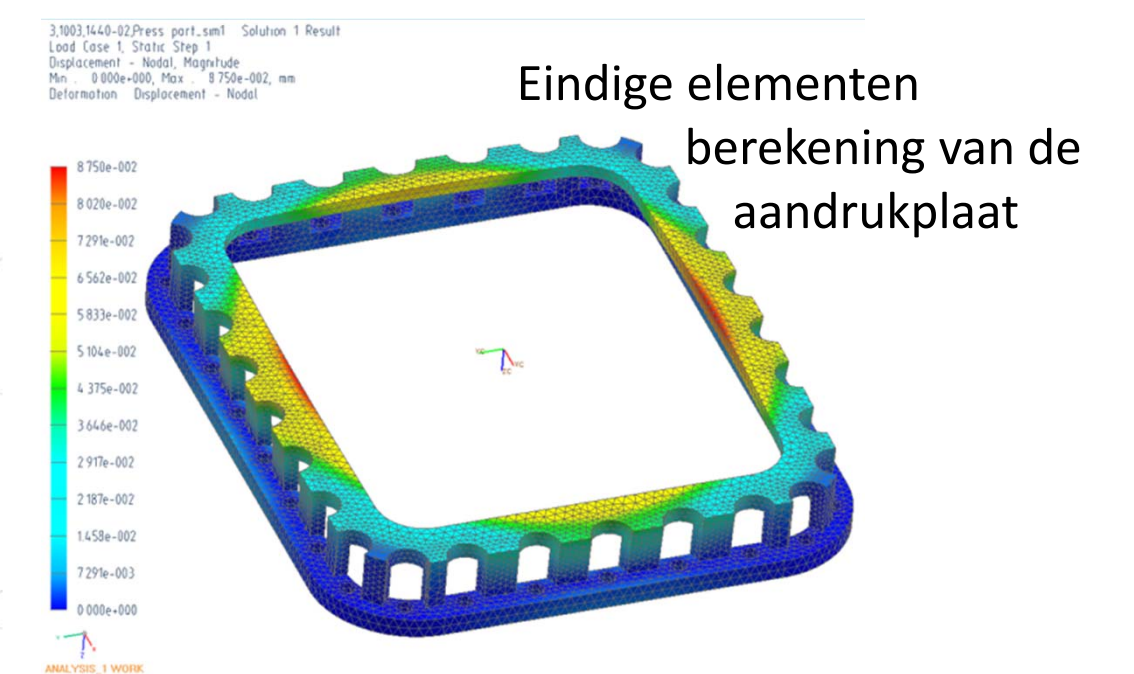 3,1003,1440-02,Press part_sim1 Solution 1 Result
Load Case 1, Static Step 1
Displacement - Nodal, Magnitude
Min . 0 000e+000, Max . 8 750e-002, mm
Deformation Displacement - Nodal
Eindige elementen
berekening van de
aandrukplaat
8 750e-002
8 020e-002
7 291e-002
6 562e-002
5 833e-002
5 104e-002
4 375e-002
3 646e-002
2 917e-002
2 187e-002
1.458e-002
7 291e-003
0 000e+000
ANALYSIS_1 WORK